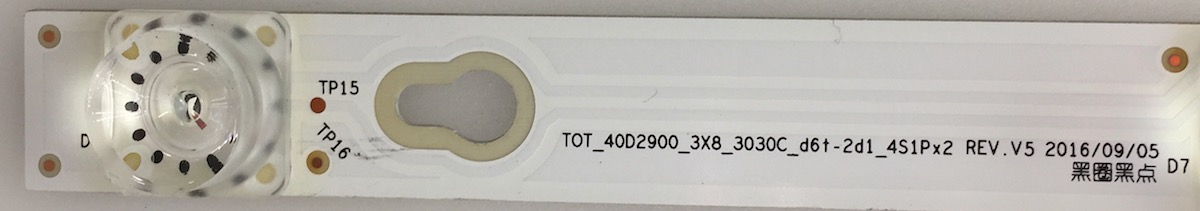 TP15
TP16
D
TOT_40D2900_3X8_3030C_d6t-2d1_4S1Px2 REV.V5 2016/09/05
黑圈黑点
D7